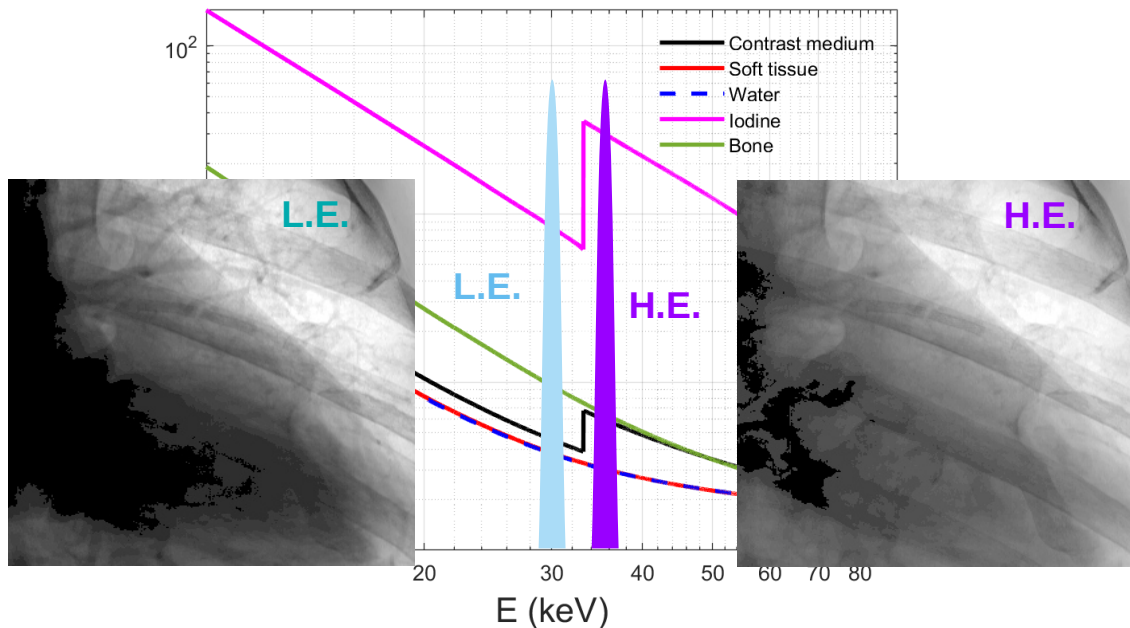 10²
Contrast medium
Soft tissue
Water
Iodine
Bone
L.E.
H.E.
L.E.
H.E.
20 30 40 50 60 70 80
E (keV)